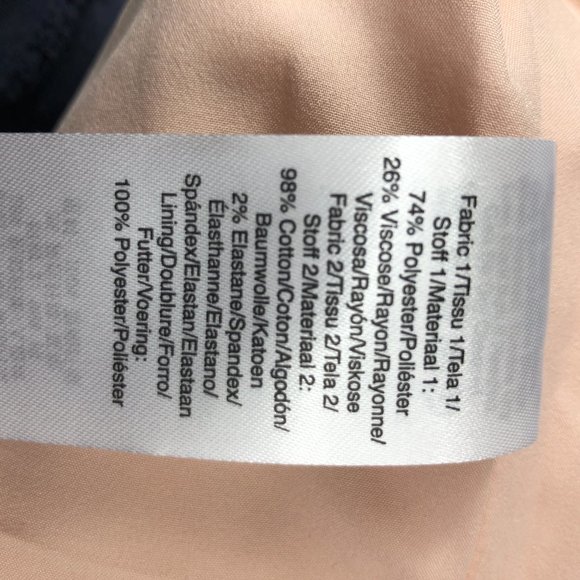 Fabric 1/Tissu 1/Tela 1/
Stoff 1/Materiaal 1:
74% Polyester/Poliéster
26% Viscose/Rayon/Rayonne/
Viscosa/Rayón/Viskose
Fabric 2/Tissu 2/Tela 2/
Stoff 2/Materiaal 2:
98% Cotton/Coton/Algodón/
Baumwolle/Katoen
2% Elastane/Spandex/
Élasthanne/Elastano/
Spándex/Elastan/Elastaan
Lining/Doublure/Forro/
Futter/Voering:
100% Polyester/Poliéster